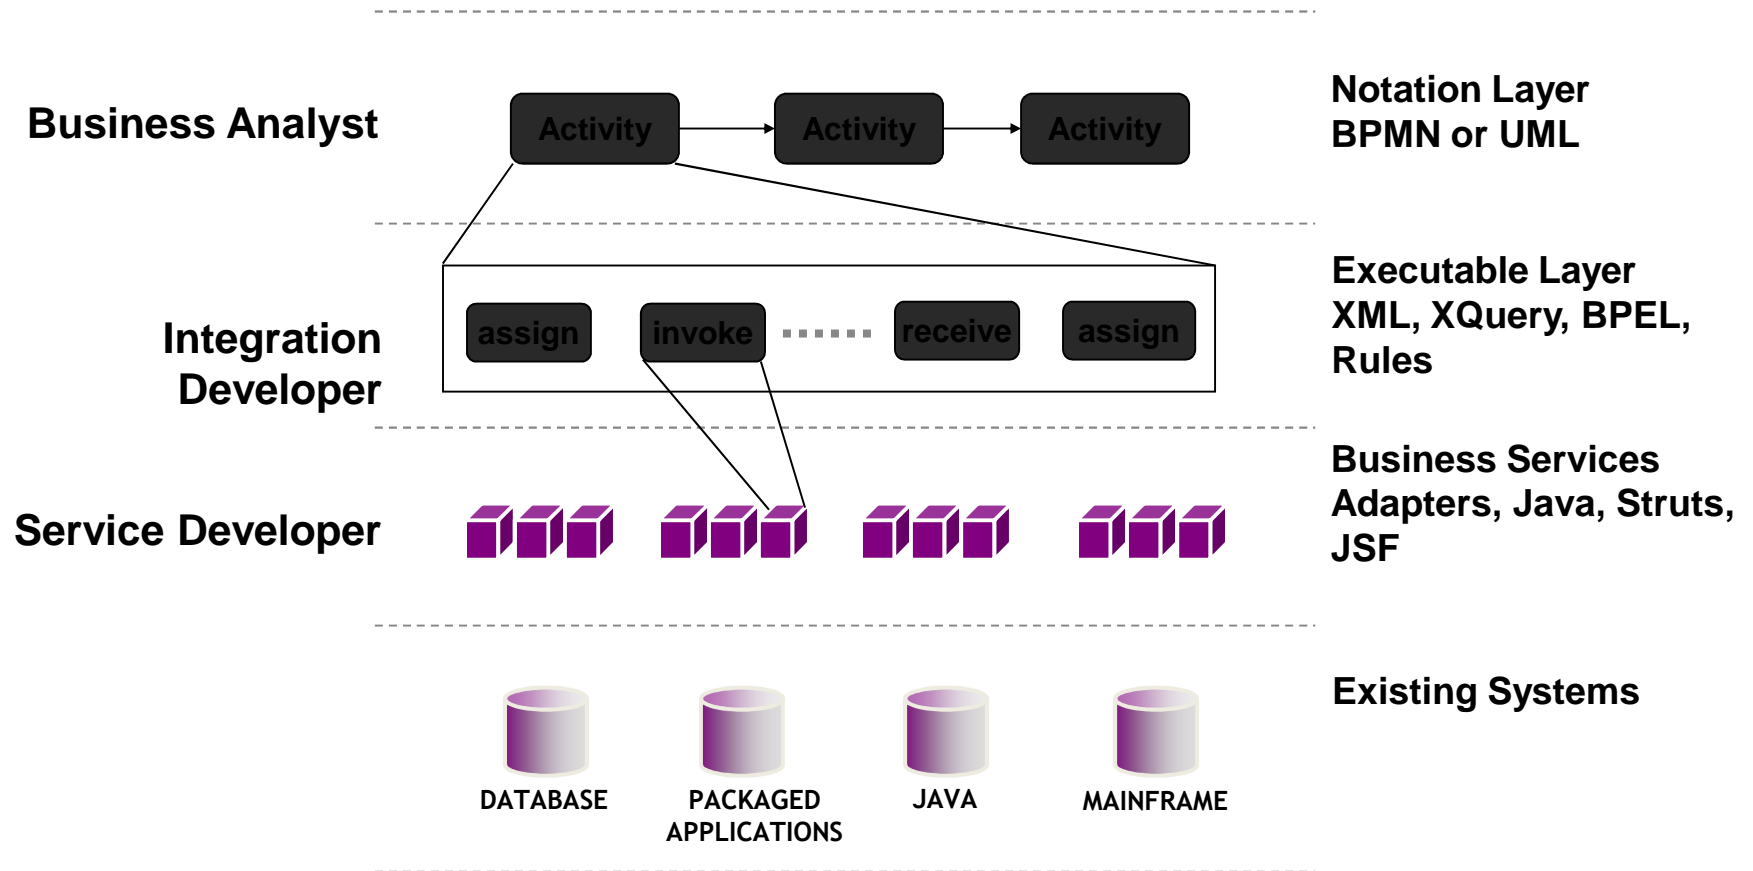 Business Analyst
Activity
Activity
Activity
Notation Layer
BPMN or UML
Integration
Developer
assign
invoke
receive
assign
Executable Layer
XML, XQuery, BPEL,
Rules
Service Developer
Business Services
Adapters, Java, Struts,
JSF
Existing Systems
DATABASE
PACKAGED
APPLICATIONS
JAVA
MAINFRAME